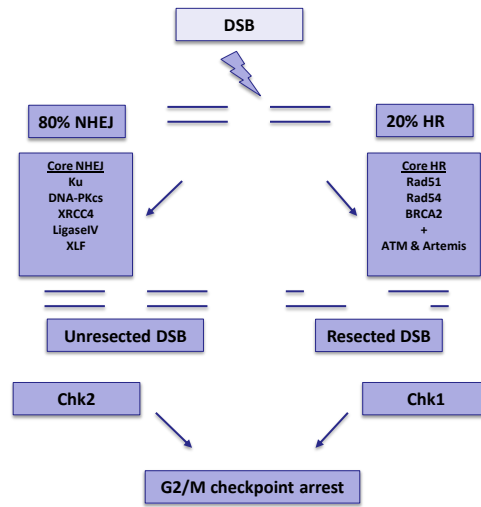 DSB
80% NHEJ
20% HR
Core NHEJ
Ku
DNA-PKcs
XRCC4
LigaseIV
XLF
Core HR
Rad51
Rad54
BRCA2
+
ATM & Artemis
Unresected DSB
Resected DSB
Chk2
Chk1
G2/M checkpoint arrest